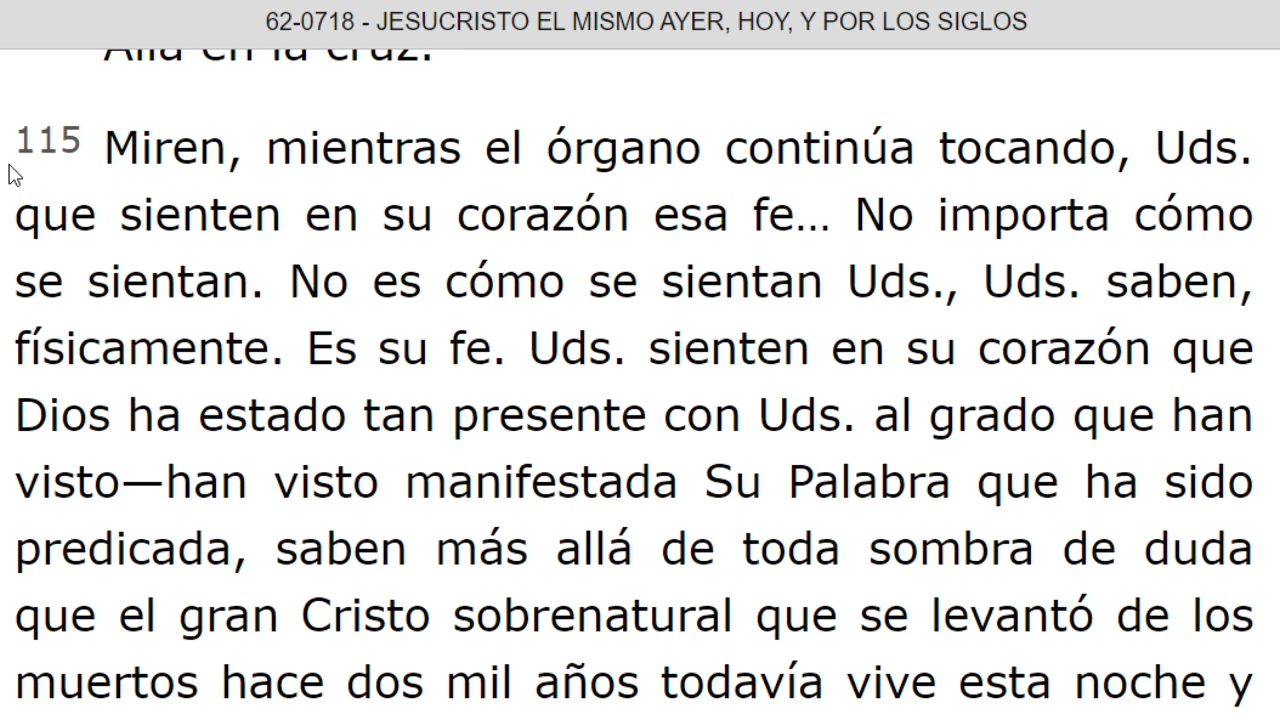 62-0718 - JESUCRISTO EL MISMO AYER, HOY, Y POR LOS SIGLOS
Allá en la cruz.
115 Miren, mientras el órgano continúa tocando, Uds.
que sienten en su corazón esa fe… No importa cómo
se sientan. No es cómo se sientan Uds., Uds. saben,
físicamente. Es su fe. Uds. sienten en su corazón que
Dios ha estado tan presente con Uds. al grado que han
visto—han visto manifestada Su Palabra que ha sido
predicada, saben más allá de toda sombra de duda
que el gran Cristo sobrenatural que se levantó de los
muertos hace dos mil años todavía vive esta noche y